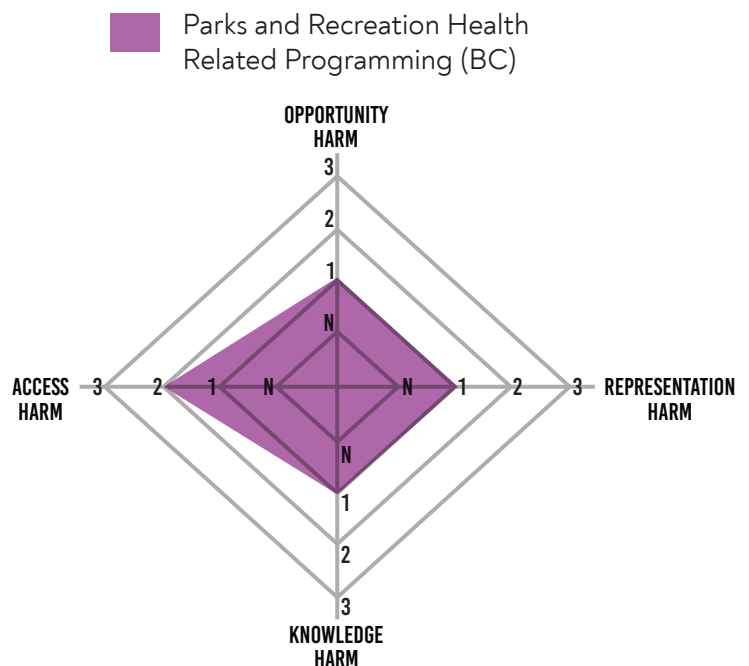 Parks and Recreation Health
Related Programming (BC)
OPPORTUNITY
HARM
3
2
1
N
ACCESS
HARM
3 2 1 N N 1 2 3
REPRESENTATION
HARM
N
1
2
3
KNOWLEDGE
HARM